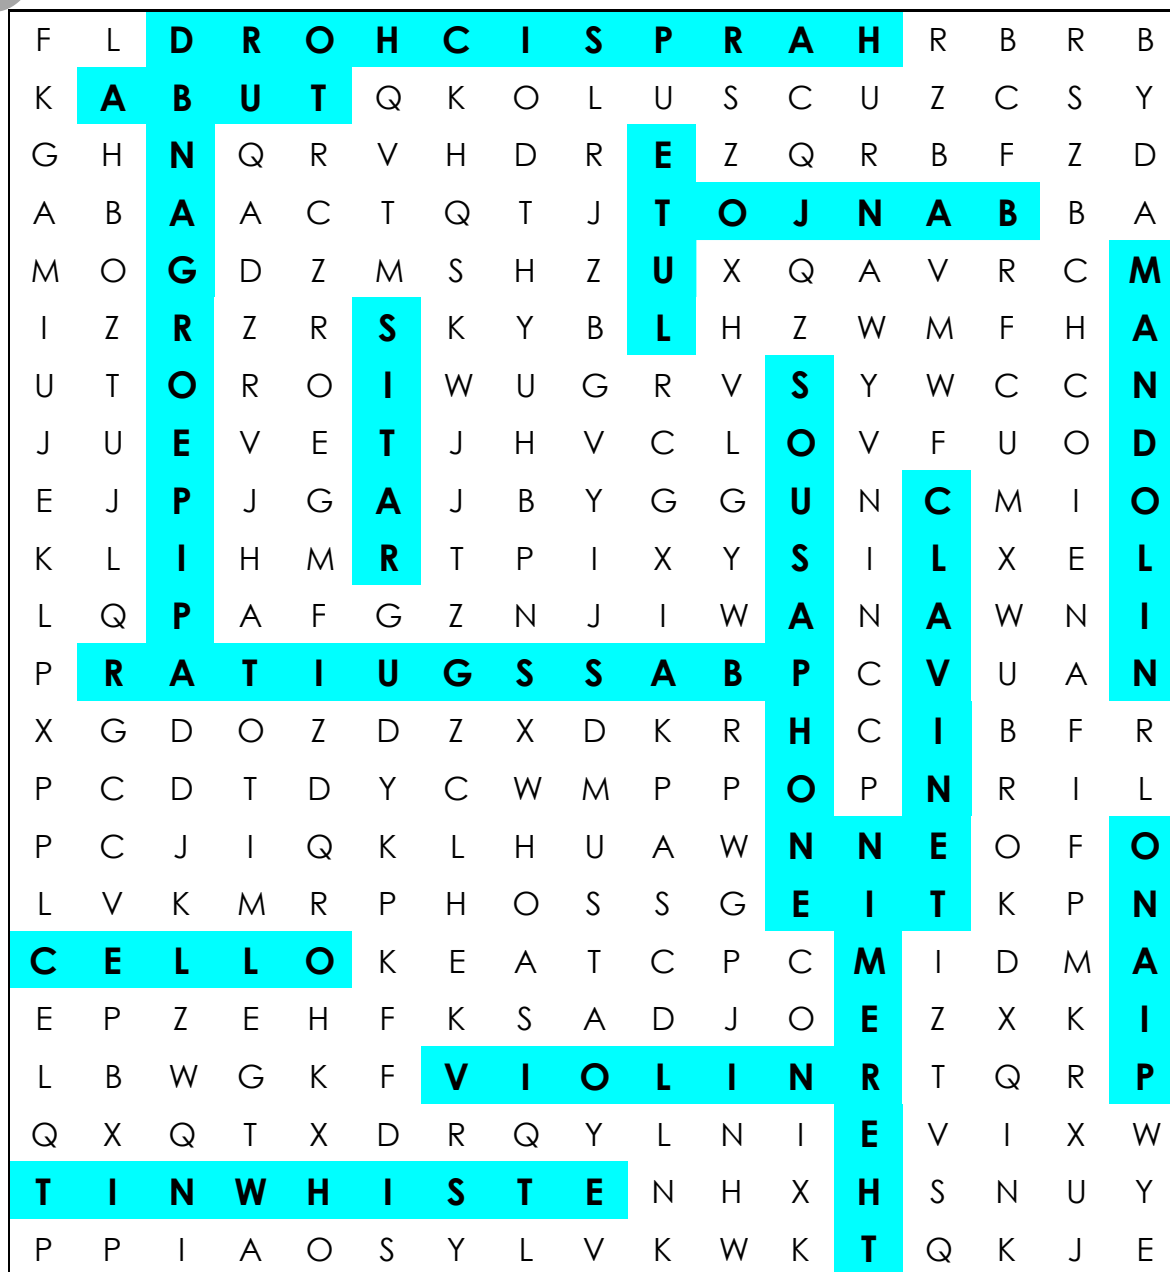 F L D R O H C I S P R A H R B R B
K A B U T Q K O L U S C U Z C S Y
G H N Q R V H D R E Z Q R B F Z D
A B A A C T Q T J T O J N A B B A
M O G D Z M S H Z U X Q A V R C M
I Z R Z R S K Y B L H Z W M F H A
U T O R O I W U G R V S Y W C C N
J U E V E T J H V C L O V F U O D
E J P J G A J B Y G G U N C M I O
K L I H M R T P I X Y S I L X E L
L Q P A F G Z N J I W A N A W N I
P R A T I U G S S A B P C V U A N
X G D O Z D Z X D K R H C I B F R
P C D T D Y C W M P P O P N R I L
P C J I Q K L H U A W N N E O F O
L V K M R P H O S S G E I T K P N
C E L L O K E A T C P C M I D M A
E P Z E H F K S A D J O E Z X K I
L B W G K F V I O L I N R T Q R P
Q X Q T X D R Q Y L N I E V I X W
T I N W H I S T E N H X H S N U Y
P P I A O S Y L V K W K T Q K J E